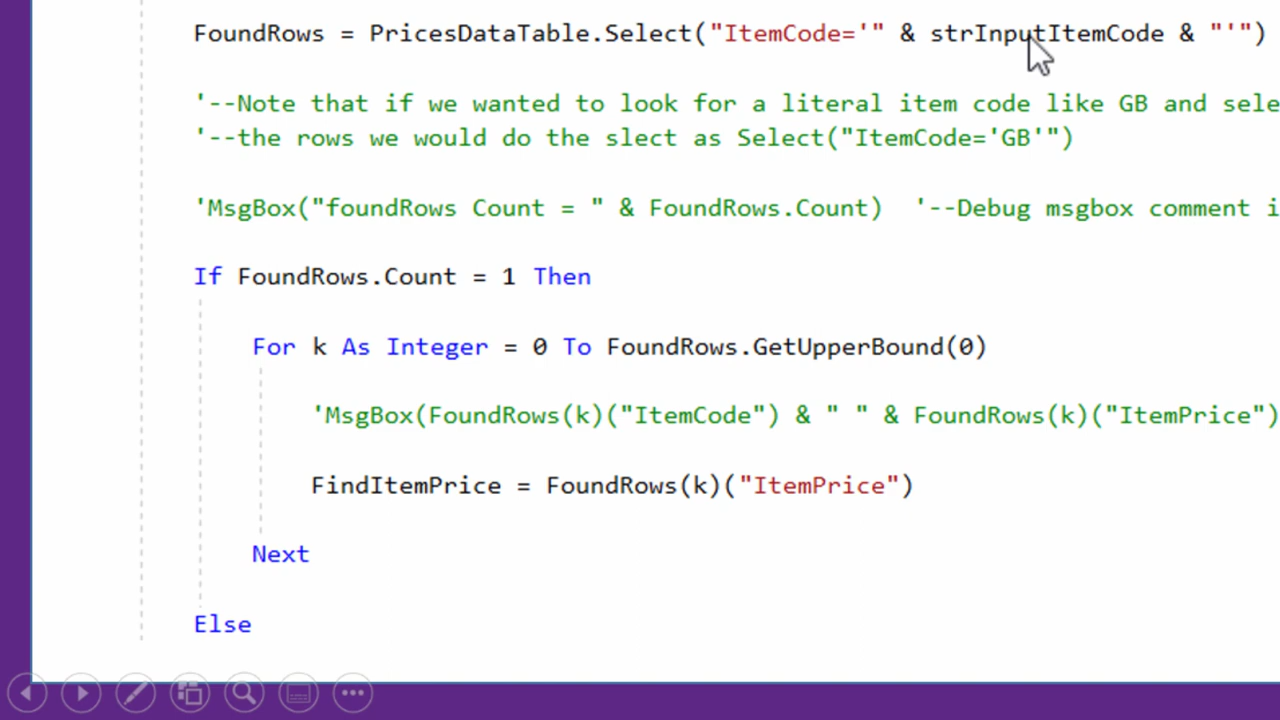 FoundRows = PricesDataTable.Select("ItemCode='" & strInputItemCode & "'")
'--Note that if we wanted to look for a literal item code like GB and sele
'--the rows we would do the slect as Select("ItemCode='GB'")
'MsgBox("foundRows Count = " & FoundRows.Count)  '--Debug msgbox comment i
If FoundRows.Count = 1 Then
For k As Integer = 0 To FoundRows.GetUpperBound(0)
'MsgBox(FoundRows(k)("ItemCode") & " " & FoundRows(k)("ItemPrice")
FindItemPrice = FoundRows(k)("ItemPrice")
Next
Else